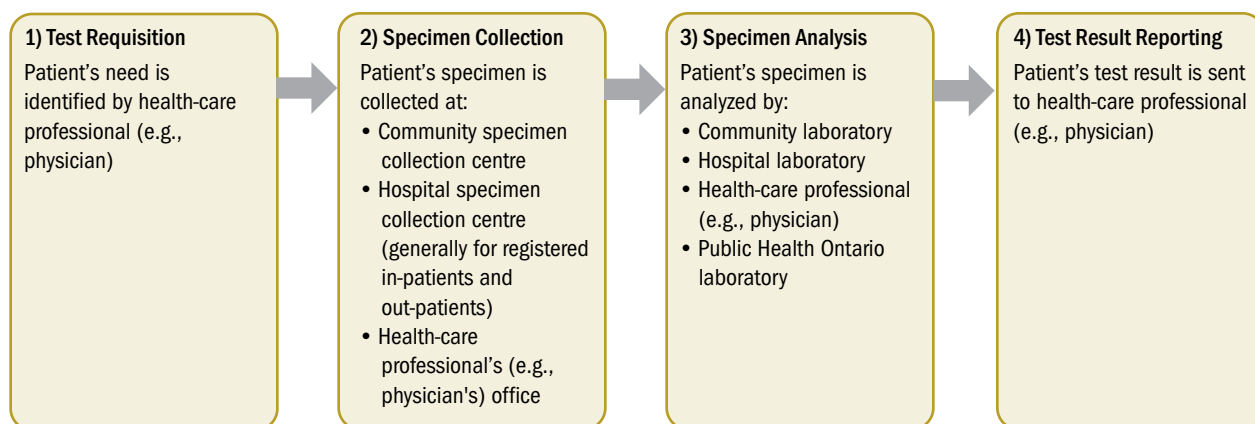 1) Test Requisition
Patient’s need is
identified by health-care
professional (e.g.,
physician)
2) Specimen Collection
Patient’s specimen is
collected at:
• Community specimen
collection centre
• Hospital specimen
collection centre
(generally for registered
in-patients and
out-patients)
• Health-care
professional’s (e.g.,
physician's) office
3) Specimen Analysis
Patient’s specimen is
analyzed by:
• Community laboratory
• Hospital laboratory
• Health-care professional
(e.g., physician)
• Public Health Ontario
laboratory
4) Test Result Reporting
Patient’s test result is sent
to health-care professional
(e.g., physician)